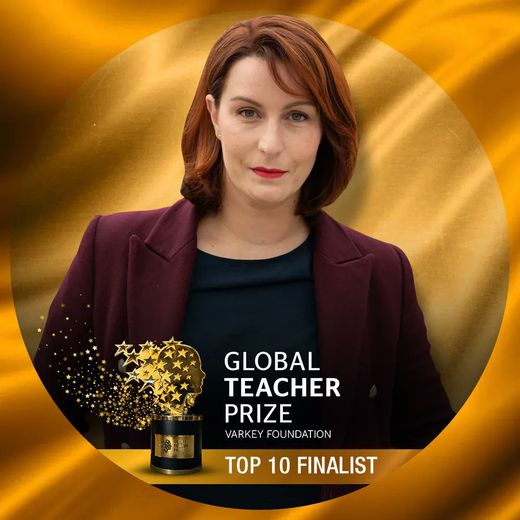 GLOBAL
TEACHER
PRIZE
VARKEY FOUNDATION
TOP 10 FINALIST